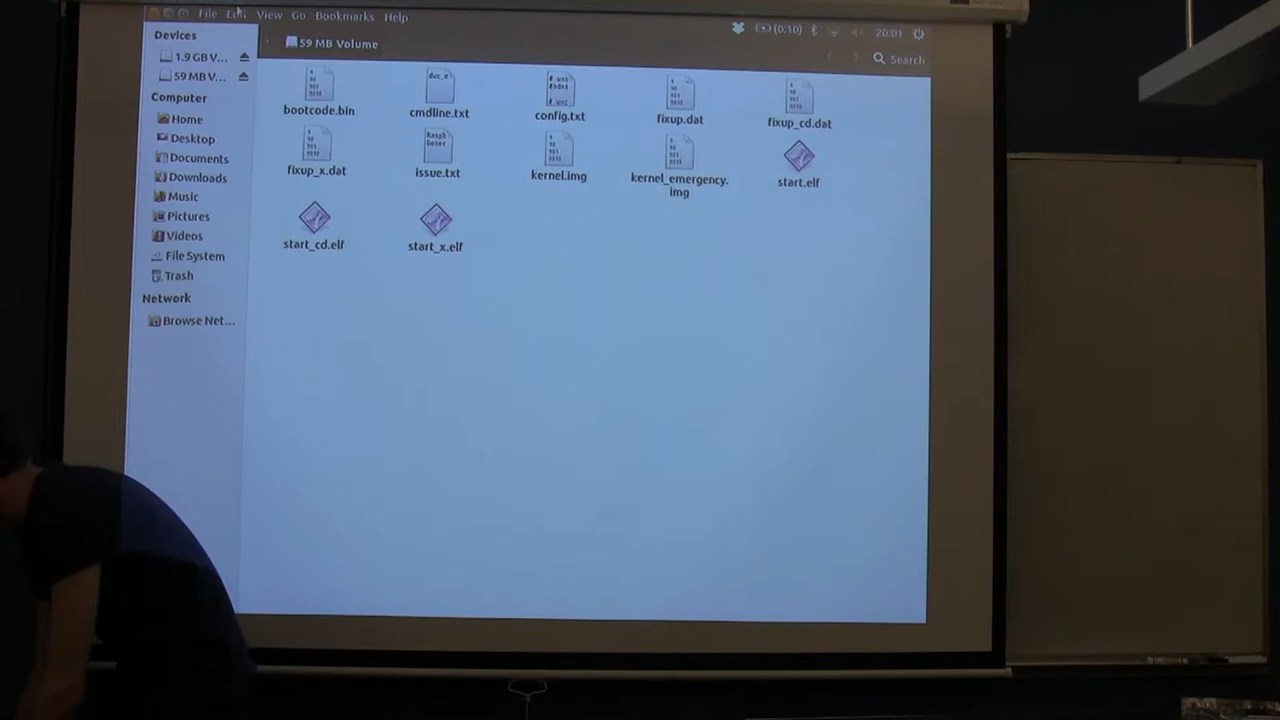 File Edit View Go Bookmarks Help
(0:10) 20:01
Devices
1.9 GB V...
59 MB V...
Computer
Home
Desktop
Documents
Downloads
Music
Pictures
Videos
File System
Trash
Network
Browse Net...
59 MB Volume
Search
bootcode.bin cmdline.txt config.txt fixup.dat fixup_cd.dat
fixup_x.dat issue.txt kernel.img kernel_emergency.
img
start.elf
start_cd.elf start_x.elf